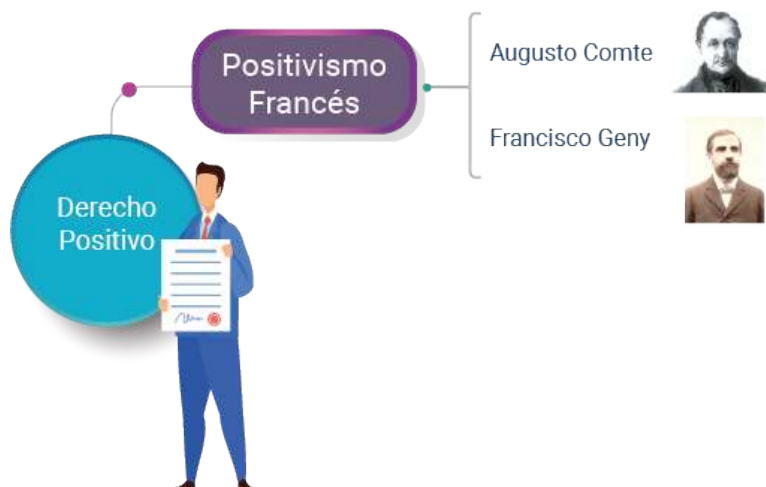 Positivismo
Francés
Augusto Comte
Francisco Geny
Derecho
Positivo